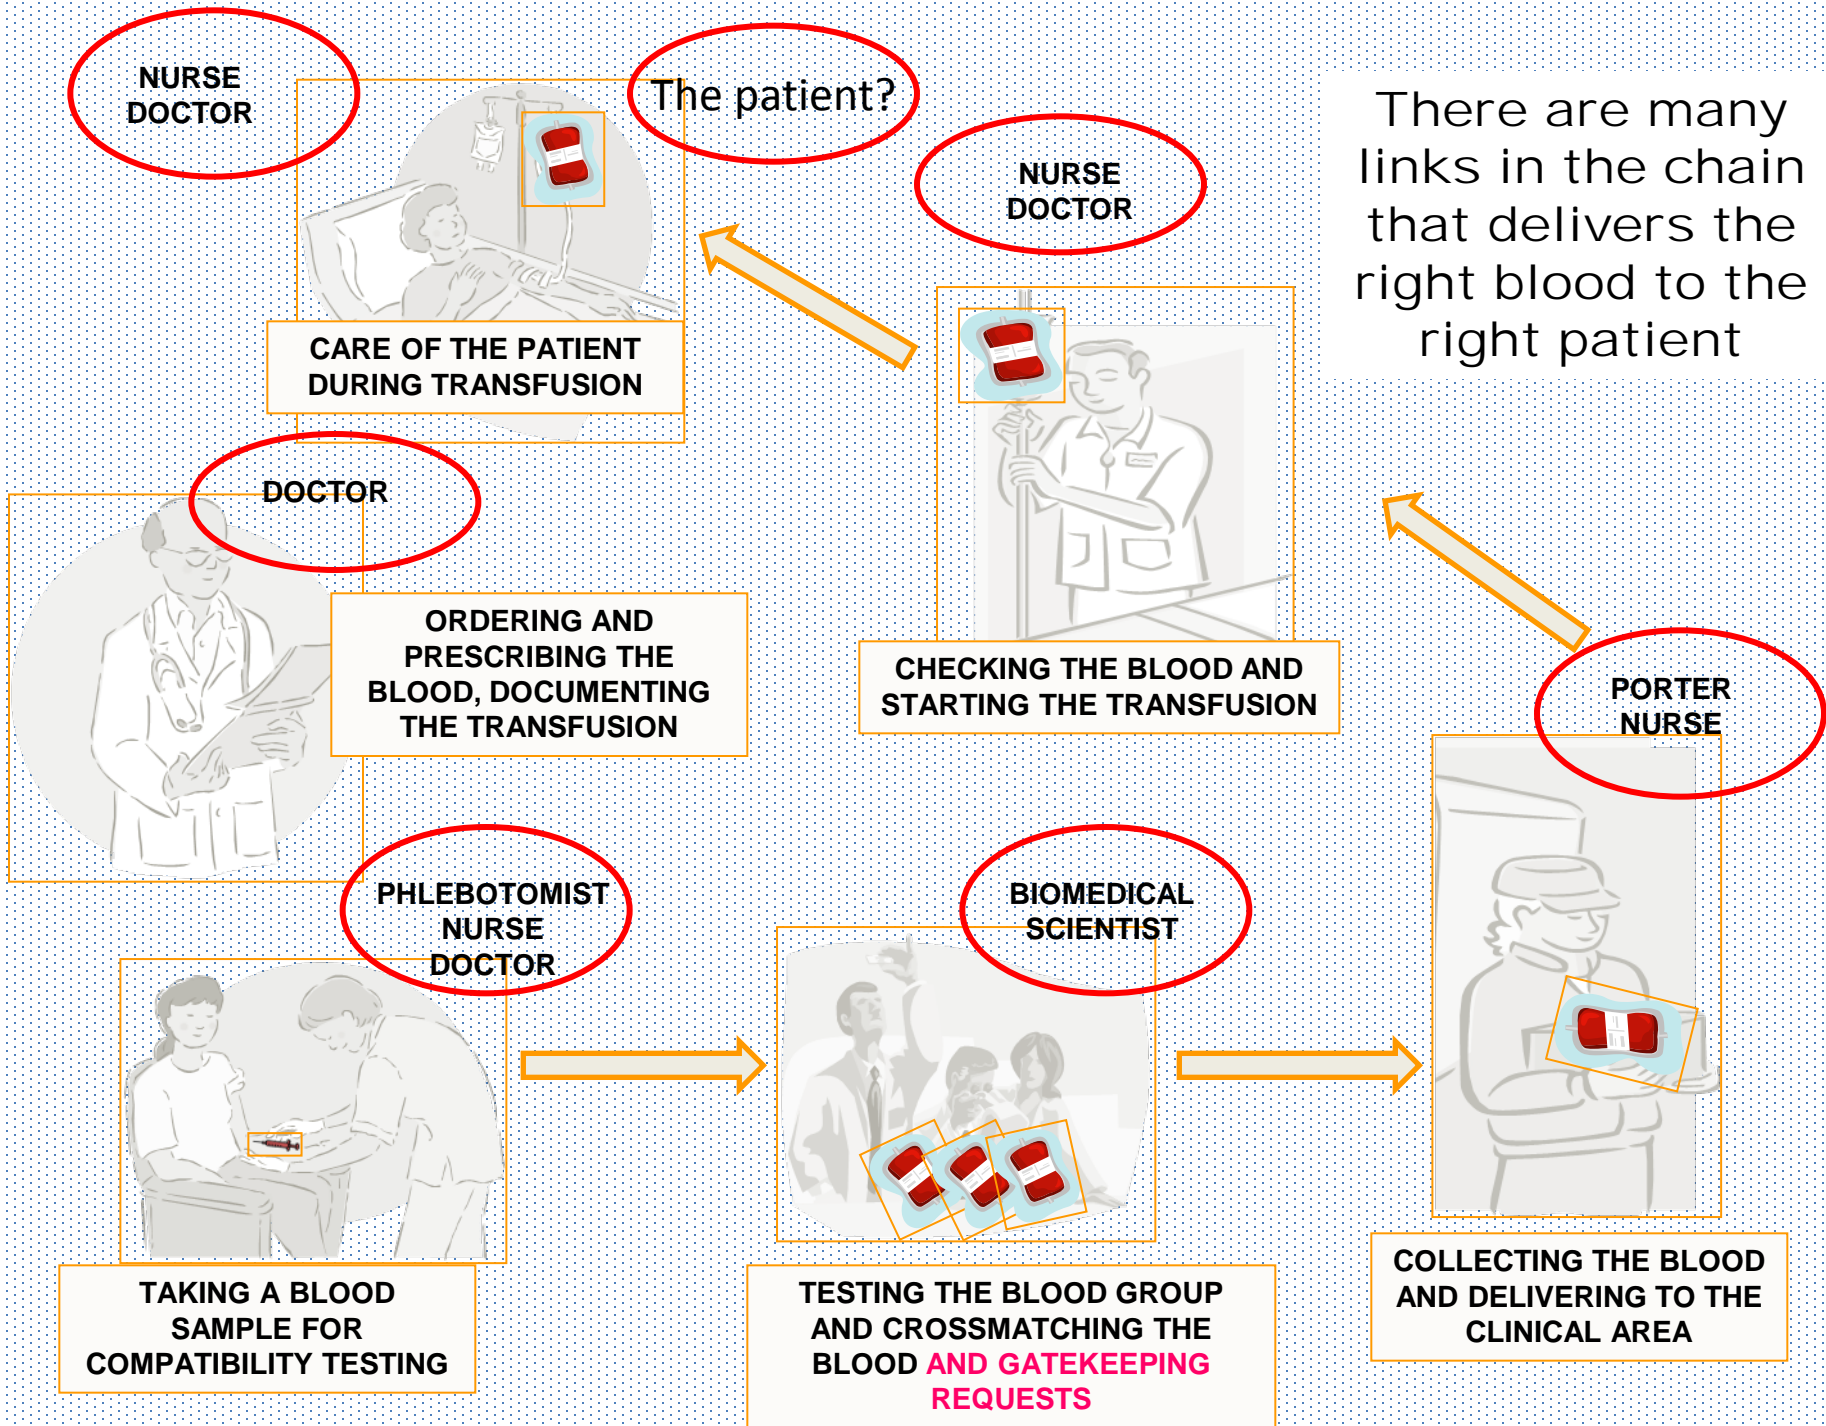 NURSE
DOCTOR
The patient?
NURSE
DOCTOR
There are many
links in the chain
that delivers the
right blood to the
right patient
CARE OF THE PATIENT
DURING TRANSFUSION
DOCTOR
ORDERING AND
PRESCRIBING THE
BLOOD, DOCUMENTING
THE TRANSFUSION
CHECKING THE BLOOD AND
STARTING THE TRANSFUSION
PORTER
NURSE
PHLEBOTOMIST
NURSE
DOCTOR
BIOMEDICAL
SCIENTIST
TAKING A BLOOD
SAMPLE FOR
COMPATIBILITY TESTING
TESTING THE BLOOD GROUP
AND CROSSMATCHING THE
BLOOD AND GATEKEEPING
REQUESTS
COLLECTING THE BLOOD
AND DELIVERING TO THE
CLINICAL AREA